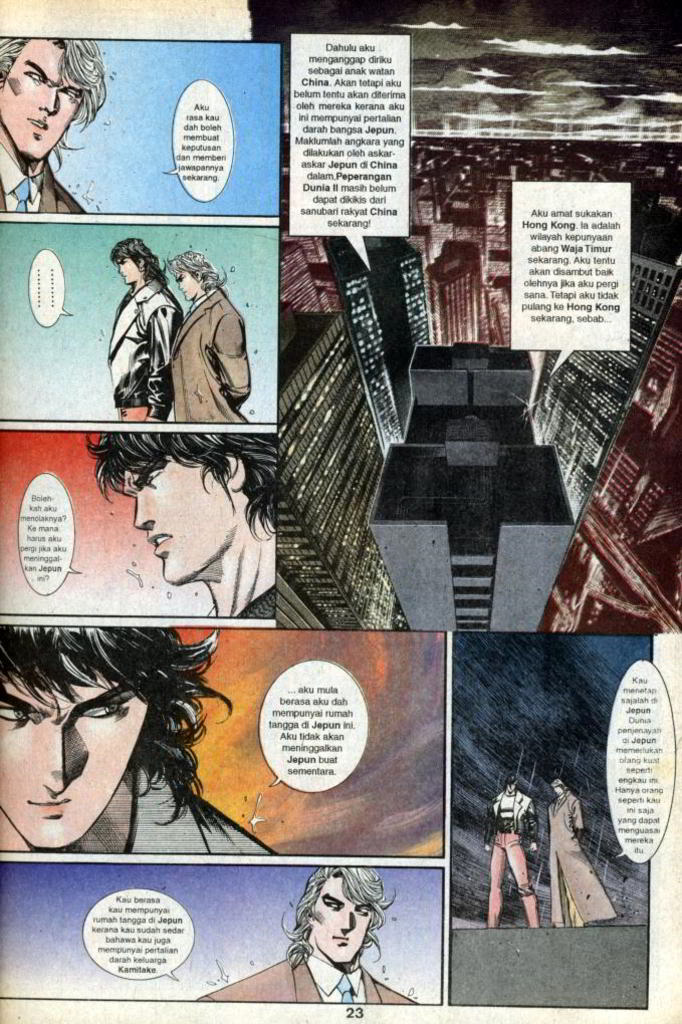 Aku
rasa kau
dah boleh
membuat
keputusan
dan memberi
jawapannya
sekarang.
..........
..........
Boleh-
kah aku
menolaknya?
Ke mana
harus aku
pergi jika aku
meninggal-
kan Jepun
ini?
Dahulu aku
menganggap diriku
sebagai anak watan
China. Akan tetapi aku
belum tentu akan diterima
oleh mereka kerana aku
ini mempunyai pertalian
darah bangsa Jepun.
Maklumlah angkara yang
dilakukan oleh askar-
askar Jepun di China
dalam Peperangan
Dunia II masih belum
dapat dikikis dari
sanubari rakyat China
sekarang!
Aku amat sukakan
Hong Kong. Ia adalah
wilayah kepunyaan
abang Waja Timur
sekarang. Aku tentu
akan disambut baik
olehnya jika aku pergi
sana. Tetapi aku tidak
pulang ke Hong Kong
sekarang, sebab...
... aku mula
berasa aku dah
mempunyai rumah
tangga di Jepun ini.
Aku tidak akan
meninggalkan
Jepun buat
sementara.
Kau berasa
kau mempunyai
rumah tangga di Jepun
kerana kau sudah sedar
bahawa kau juga
mempunyai pertalian
darah keluarga
Kamitake.
Kau
menetap
sajalah di
Jepun.
Dunia
penjenayah
di Jepun
memerlukan
orang kuat
seperti
engkau ini.
Hanya orang
seperti kau
ini saja
yang dapat
menguasai
mereka
itu.
23